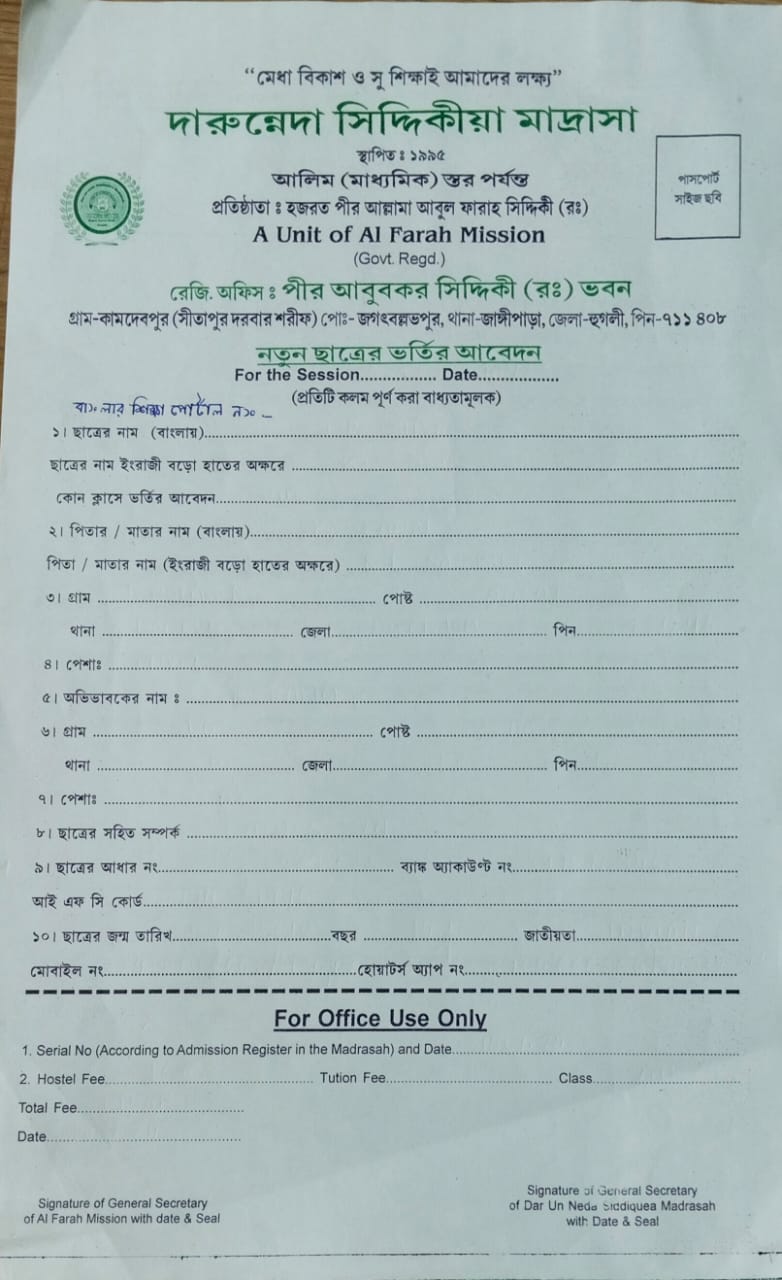 “মেধা বিকাশ ও সু শিক্ষাই আমাদের লক্ষ্য”
দারুন্নেদা সিদ্দিকীয়া মাদ্রাসা
স্থাপিত : ১৯৯৫
আলিম (মাধ্যমিক) স্তর পর্যন্ত
প্রতিষ্ঠাতা : হজরত পীর আল্লামা আবুল ফারাহ সিদ্দিকী (রঃ)
A Unit of Al Farah Mission
(Govt. Regd.)
পাসপোর্ট
সাইজ ছবি
রেজি. অফিস : পীর আবুবকর সিদ্দিকী (রঃ) ভবন
গ্রাম-কামদেবপুর (সীতাপুর দরবার শরীফ) পোঃ- জগৎবল্লভপুর, থানা-জাঙ্গীপাড়া, জেলা-হুগলী, পিন-৭১১ ৪০৮
নতুন ছাত্রের ভর্তির আবেদন
For the Session................. Date..................
(প্রতিটি কলম পূর্ণ করা বাধ্যতামূলক)
বাংলার শিক্ষা পোর্টাল নং -
১। ছাত্রের নাম (বাংলায়)..........
ছাত্রের নাম ইংরাজী বড়ো হাতের অক্ষরে ..........
কোন ক্লাসে ভর্তির আবেদন..........
২। পিতার / মাতার নাম (বাংলায়)..........
পিতা / মাতার নাম (ইংরাজী বড়ো হাতের অক্ষরে) ..........
৩। গ্রাম .......... পোষ্ট ..........
থানা .......... জেলা.......... পিন..........
৪। পেশাঃ ..........
৫। অভিভাবকের নাম : ..........
৬। গ্রাম .......... পোষ্ট ..........
থানা .......... জেলা.......... পিন..........
৭। পেশাঃ ..........
৮। ছাত্রের সহিত সম্পর্ক ..........
৯। ছাত্রের আধার নং.......... ব্যাঙ্ক অ্যাকাউন্ট নং..........
আই এফ সি কোর্ড..........
১০। ছাত্রের জন্ম তারিখ..........বছর .......... জাতীয়তা..........
মোবাইল নং..........হোয়াটর্স অ্যাপ নং..........
For Office Use Only
1. Serial No (According to Admission Register in the Madrasah) and Date..........
2. Hostel Fee.......... Tution Fee.......... Class..........
Total Fee..........
Date..........
Signature of General Secretary
of Al Farah Mission with date & Seal
Signature of General Secretary
of Dar Un Neda Siddiquea Madrasah
with Date & Seal